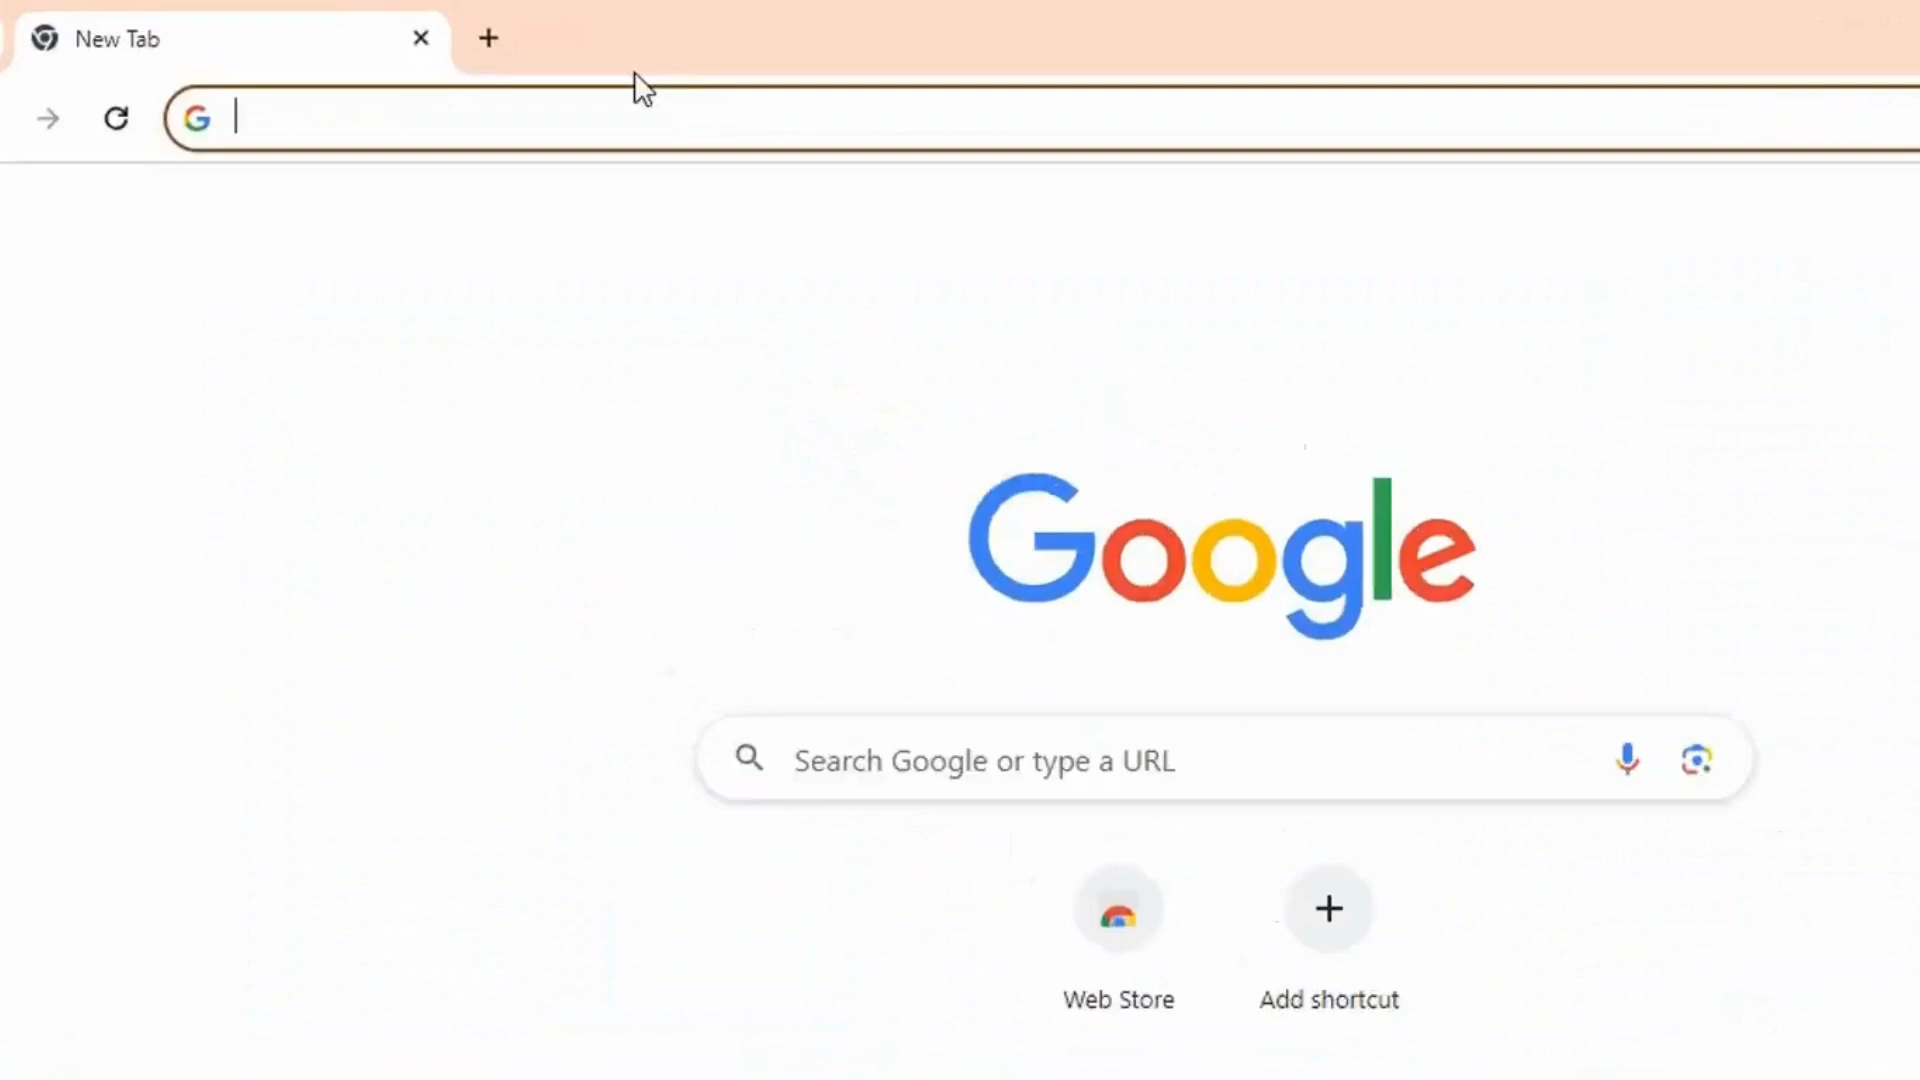 New Tab
Google
Search Google or type a URL
Web Store
Add shortcut